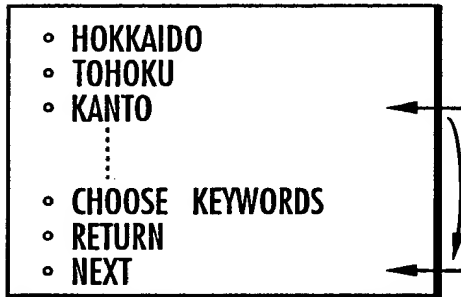 ◦ HOKKAIDO
◦ TOHOKU
◦ KANTO
◦ CHOOSE KEYWORDS
◦ RETURN
◦ NEXT